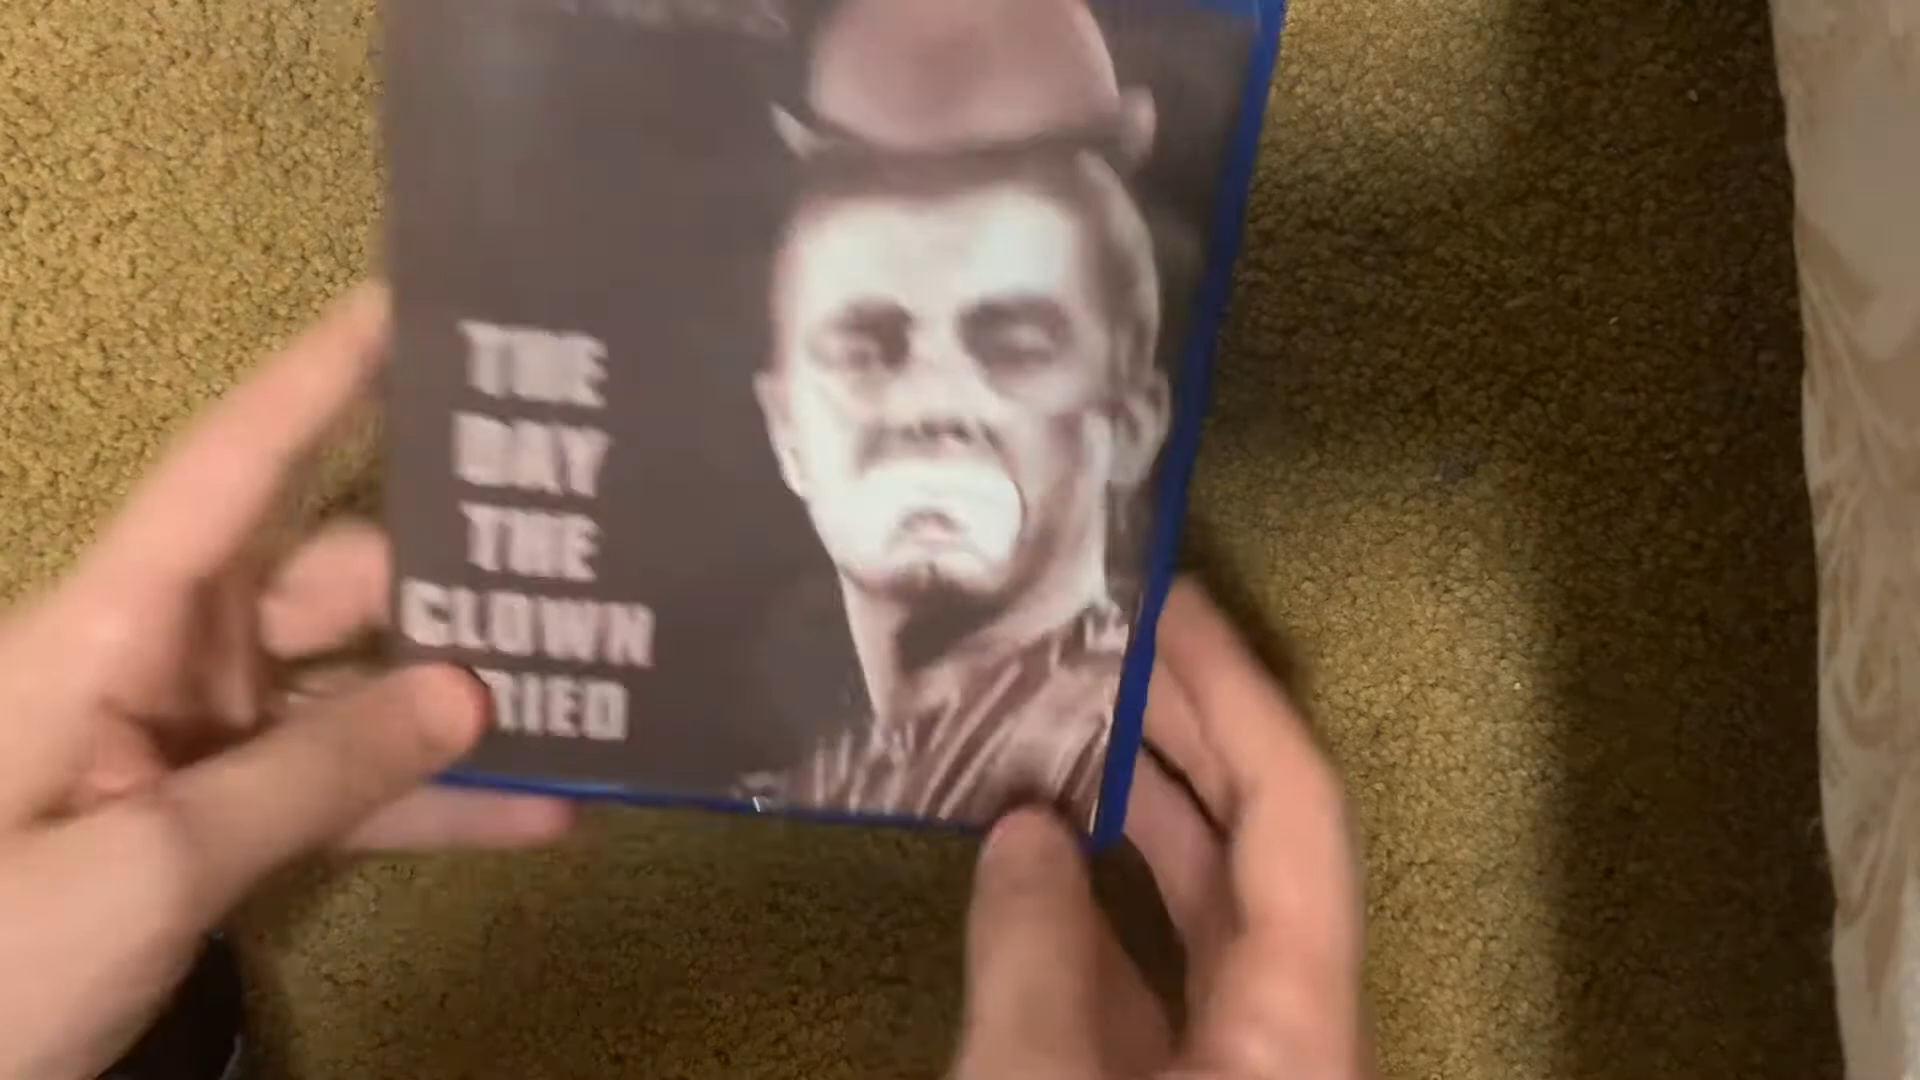 THE
DAY
THE
CLOWN
RIED